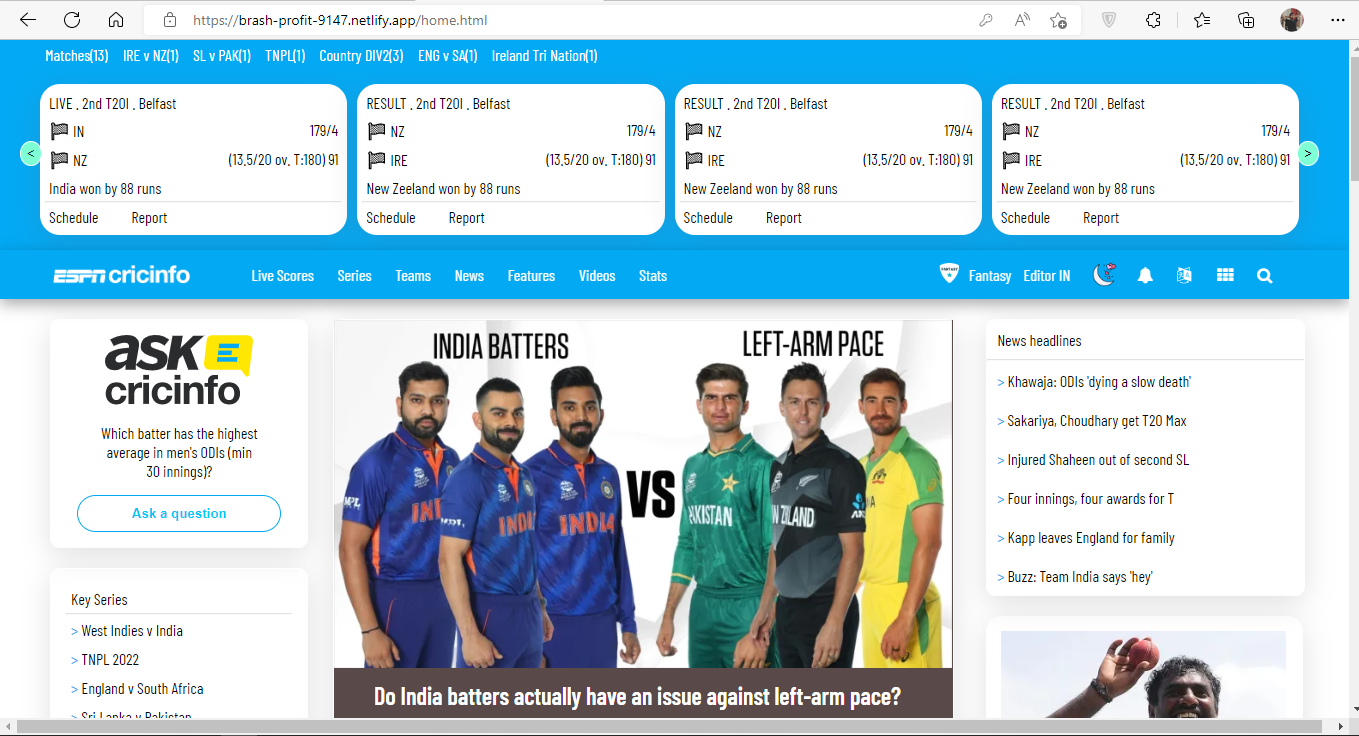 https://brash-profit-9147.netlify.app/home.html
Matches(13) IRE v NZ(1) SL v PAK(1) TNPL(1) Country DIV2(3) ENG v SA(1) Ireland Tri Nation(1)
LIVE . 2nd T20I . Belfast
IN 179/4
NZ (13.5/20 ov. T:180) 91
India won by 88 runs
Schedule Report
RESULT . 2nd T20I . Belfast
NZ 179/4
IRE (13.5/20 ov. T:180) 91
New Zeeland won by 88 runs
Schedule Report
RESULT . 2nd T20I . Belfast
NZ 179/4
IRE (13.5/20 ov. T:180) 91
New Zeeland won by 88 runs
Schedule Report
RESULT . 2nd T20I . Belfast
NZ 179/4
IRE (13.5/20 ov. T:180) 91
New Zeeland won by 88 runs
Schedule Report
<
>
ESPN cricinfo Live Scores Series Teams News Features Videos Stats FANTASY Fantasy Editor IN
ask
cricinfo
Which batter has the highest
average in men's ODIs (min
30 innings)?
Ask a question
Key Series
> West Indies v India
> TNPL 2022
> England v South Africa
> Sri Lanka v Pakistan
INDIA BATTERS
LEFT-ARM PACE
VS
MPL
INDIA
PAKISTAN
Do India batters actually have an issue against left-arm pace?
News headlines
> Khawaja: ODIs 'dying a slow death'
> Sakariya, Choudhary get T20 Max
> Injured Shaheen out of second SL
> Four innings, four awards for T
> Kapp leaves England for family
> Buzz: Team India says 'hey'